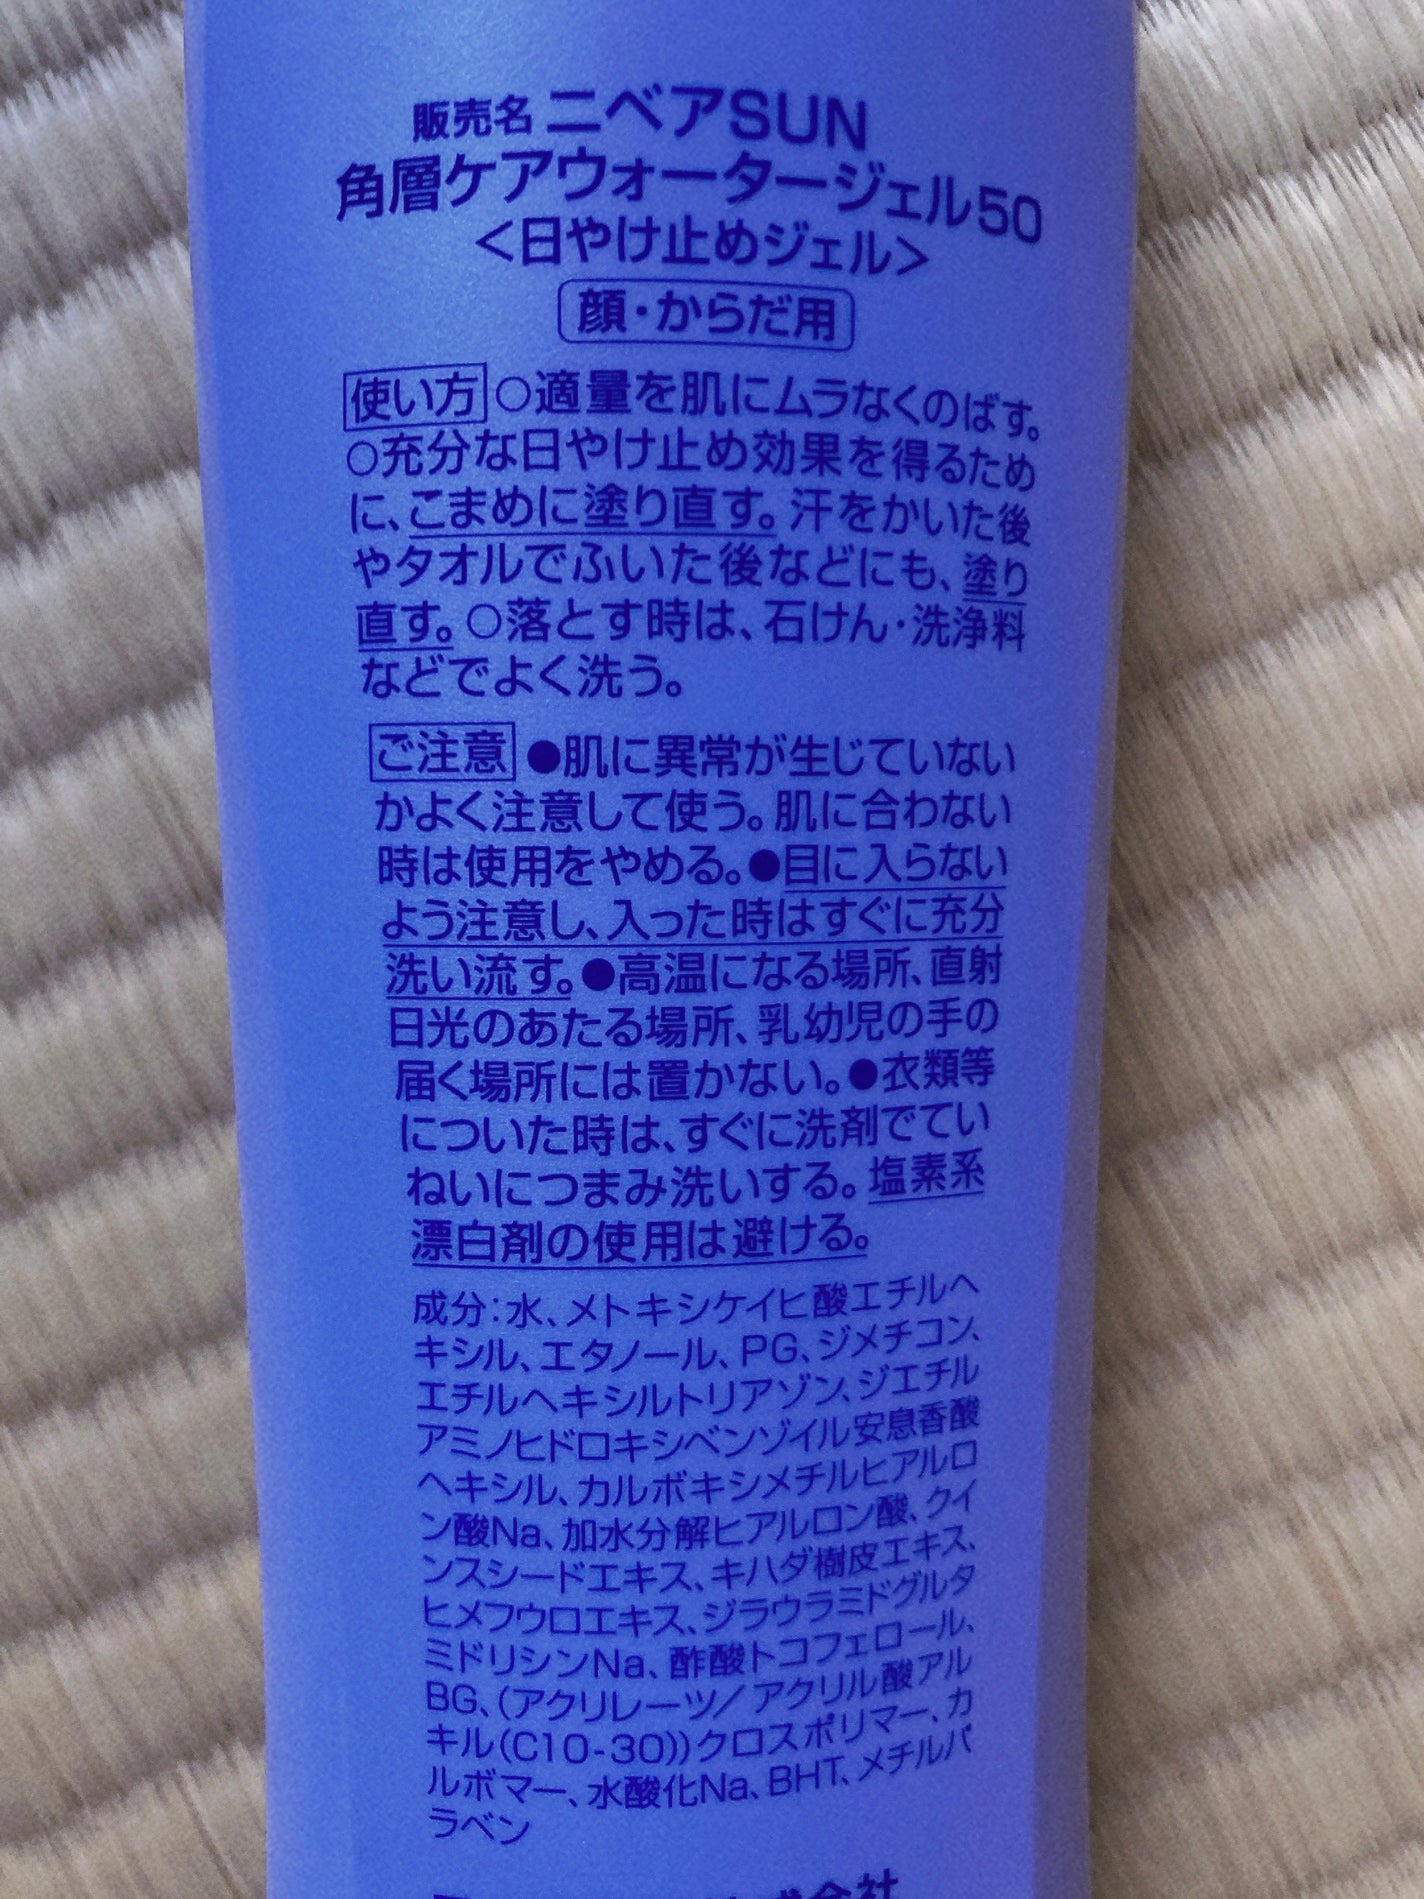 販売名 ニベアSUN
角層ケアウォータージェル50
<日やけ止めジェル>
顔・からだ用
使い方 ○適量を肌にムラなくのばす。
○充分な日やけ止め効果を得るため
に、こまめに塗り直す。汗をかいた後
やタオルでふいた後などにも、塗り
直す。○落とす時は、石けん・洗浄料
などでよく洗う。
ご注意 ●肌に異常が生じていない
かよく注意して使う。肌に合わない
時は使用をやめる。●目に入らない
よう注意し、入った時はすぐに充分
洗い流す。●高温になる場所、直射
日光のあたる場所、乳幼児の手の
届く場所には置かない。●衣類等
についた時は、すぐに洗剤でてい
ねいにつまみ洗いする。塩素系
漂白剤の使用は避ける。
成分:水、メトキシケイヒ酸エチルヘ
キシル、エタノール、PG、ジメチコン、
エチルヘキシルトリアゾン、ジエチル
アミノヒドロキシベンゾイル安息香酸
ヘキシル、カルボキシメチルヒアルロ
ン酸Na、加水分解ヒアルロン酸、クイ
ンスシードエキス、キハダ樹皮エキス、
ヒメフウロエキス、ジラウラミドグルタ
ミドリシンNa、酢酸トコフェロール、
BG、(アクリレーツ/アクリル酸アル
キル(C10-30))クロスポリマー、カ
ルボマー、水酸化Na、BHT、メチルパ
ラベン